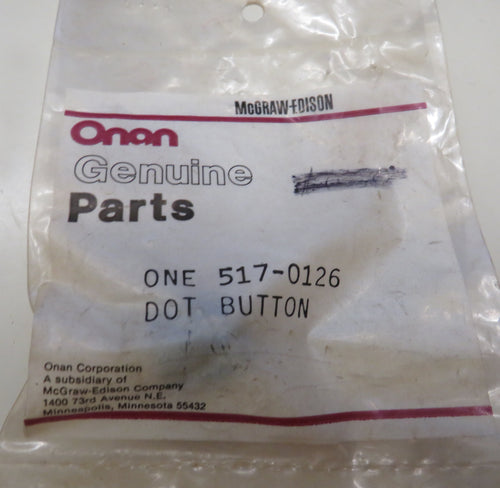 McGRAW-EDISON
Onan
Genuine
Parts
ONE 517-0126
DOT BUTTON
Onan Corporation
A subsidiary of
McGraw-Edison Company
1400 73rd Avenue N.E.
Minneapolis, Minnesota 55432